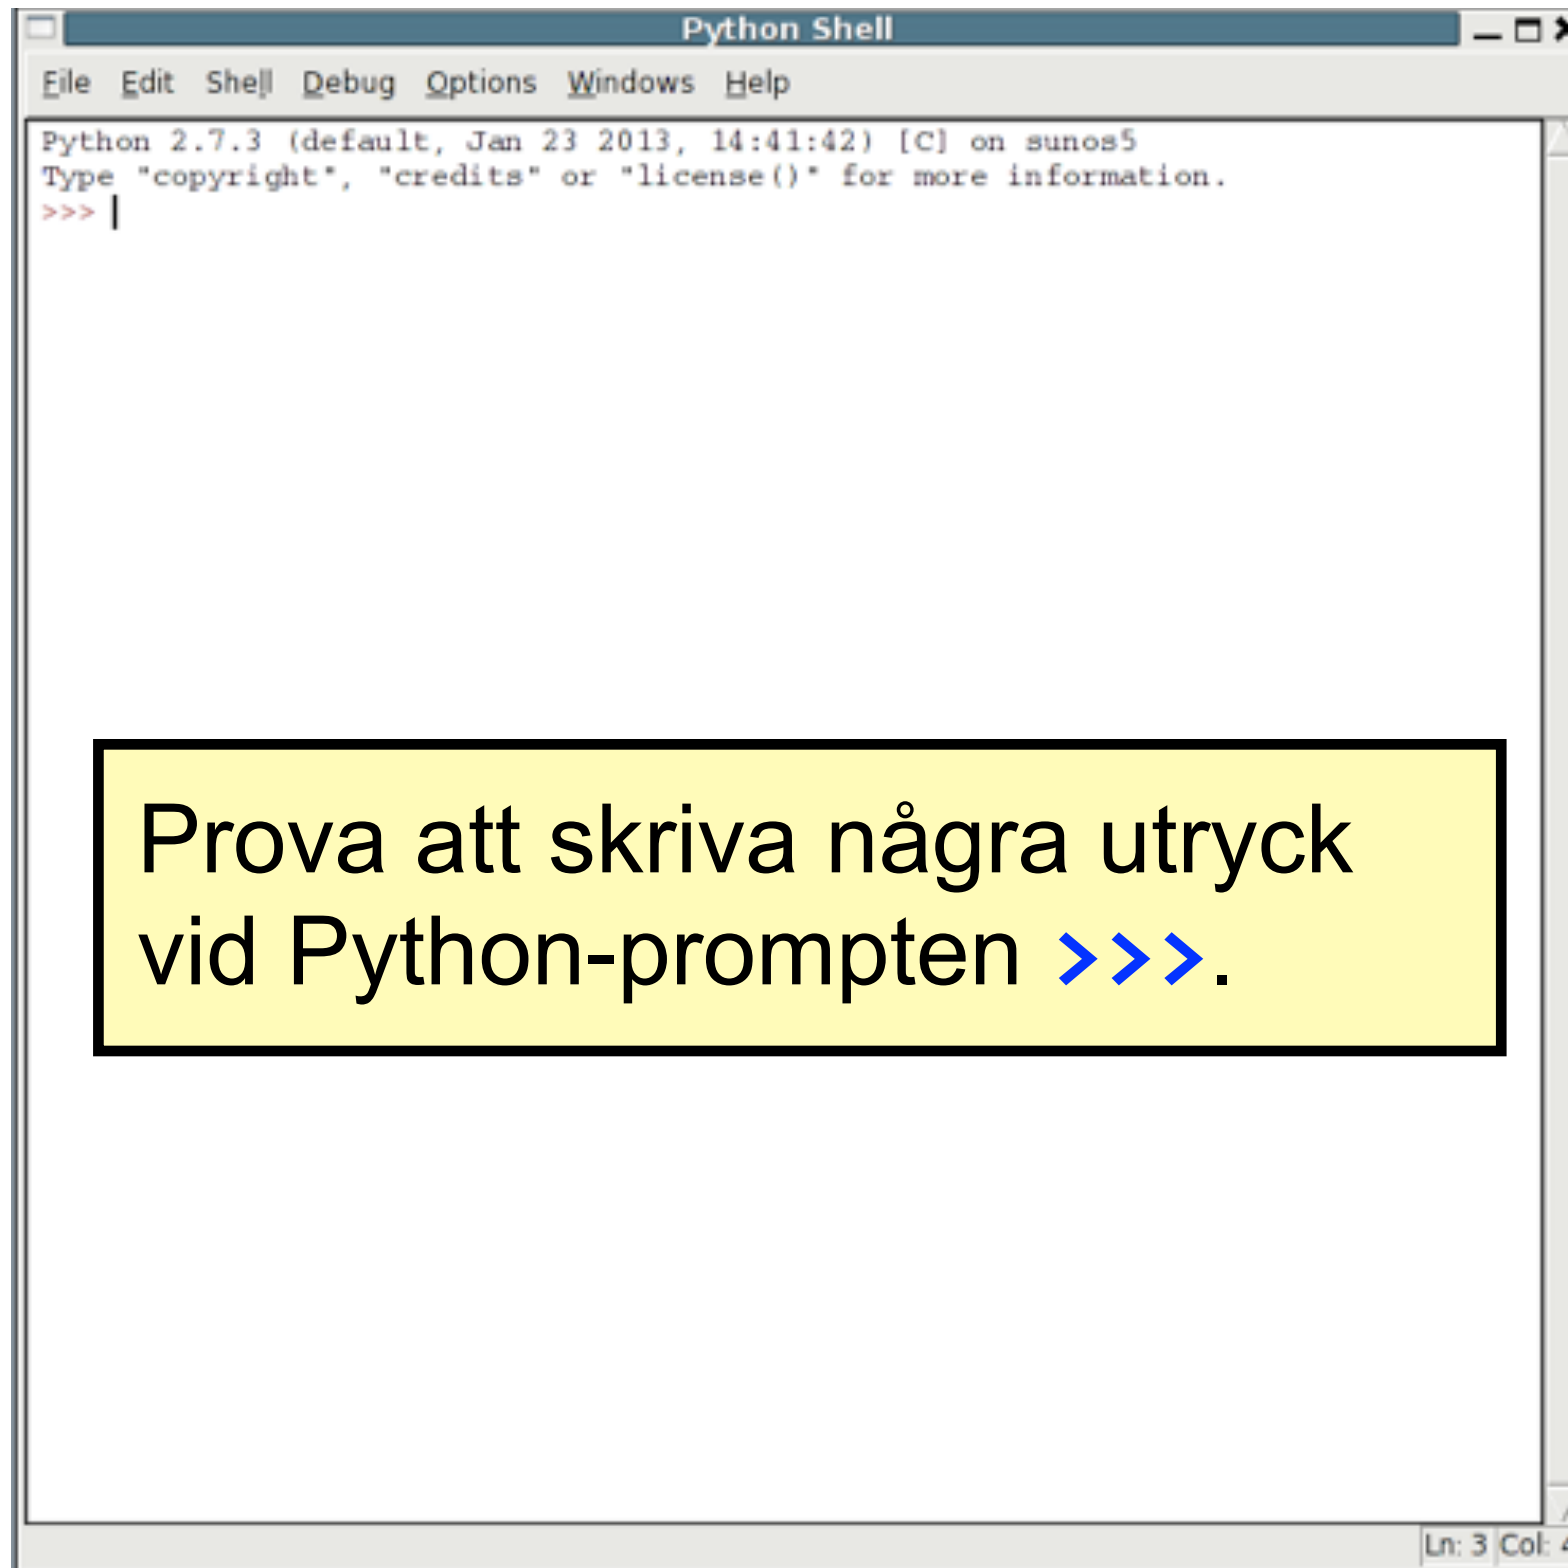 Python Shell
File Edit Shell Debug Options Windows Help
Python 2.7.3 (default, Jan 23 2013, 14:41:42) [C] on sunos5
Type "copyright", "credits" or "license()" for more information.
>>>
Prova att skriva några utryck
vid Python-prompten >>>.
Ln: 3 Col: 4